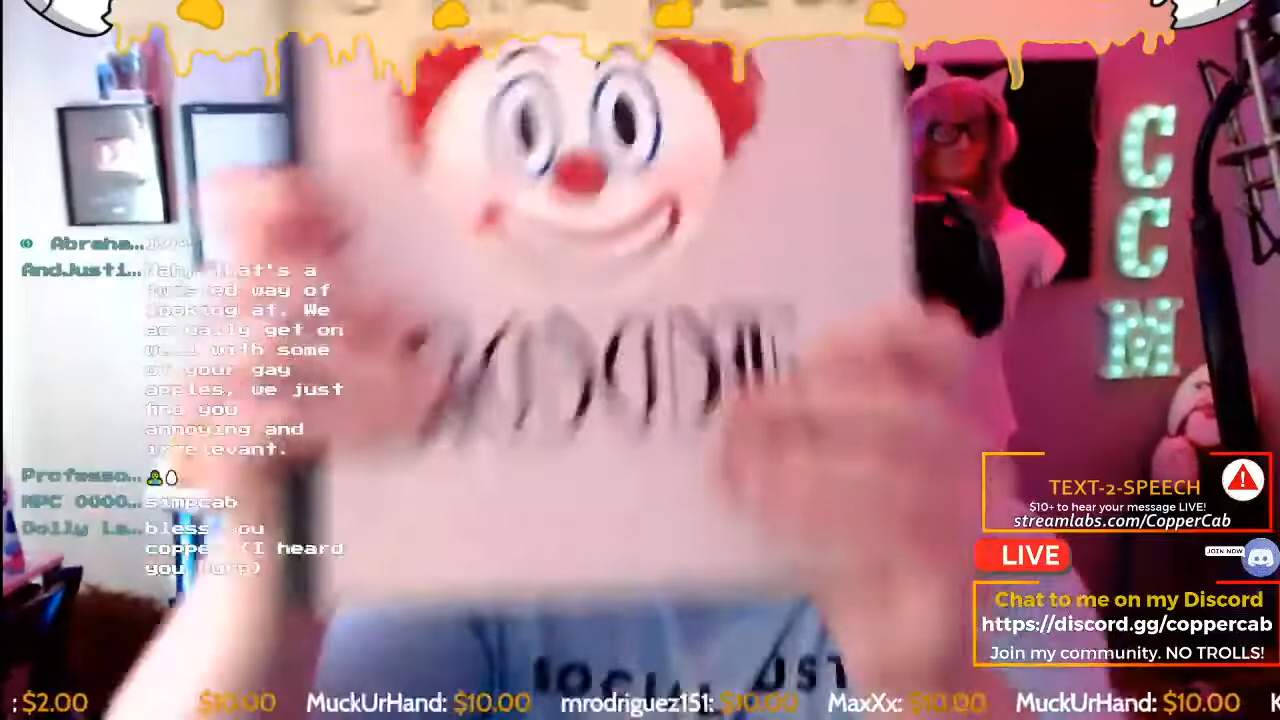 C
C
M
Abraha...
AndJusti... Nah, that's a
twisted way of
looking at. We
actually get on
well with some
of your gay
apples, we just
find you
annoying and
irrelevant.
Professo...
NPC 0000... simpcab
Dolly La... bless you
copper (I heard
you
TEXT-2-SPEECH
$10+ to hear your message LIVE!
streamlabs.com/CopperCab
LIVE
JOIN NOW
Chat to me on my Discord
https://discord.gg/coppercab
Join my community. NO TROLLS!
SOCIAL JUST
: $2.00 $10.00 MuckUrHand: $10.00 mrodriguez151: $10.00 MaxXx: $10.00 MuckUrHand: $10.00 K